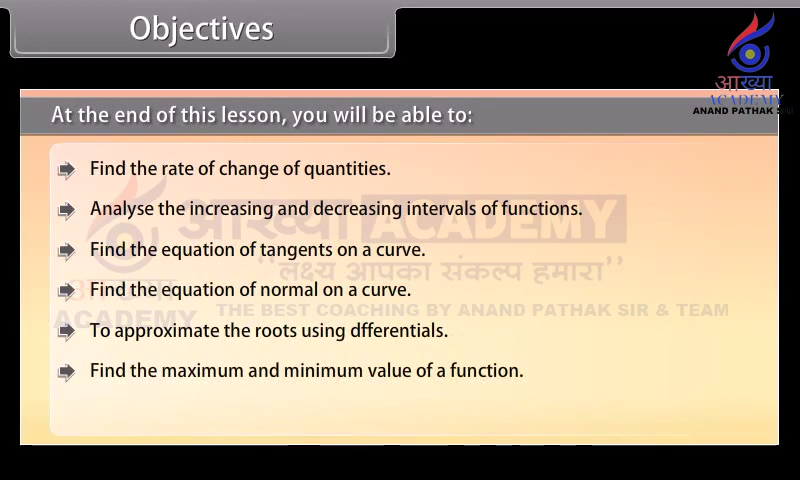 Objectives
आख्या
ACADEMY
ANAND PATHAK SIR
At the end of this lesson, you will be able to:
Find the rate of change of quantities.
Analyse the increasing and decreasing intervals of functions.
आख्या ACADEMY
Find the equation of tangents on a curve.
"लक्ष्य आपका संकल्प हमारा"
Find the equation of normal on a curve.
आख्या
ACADEMY
THE BEST COACHING BY ANAND PATHAK SIR & TEAM
To approximate the roots using dfferentials.
Find the maximum and minimum value of a function.